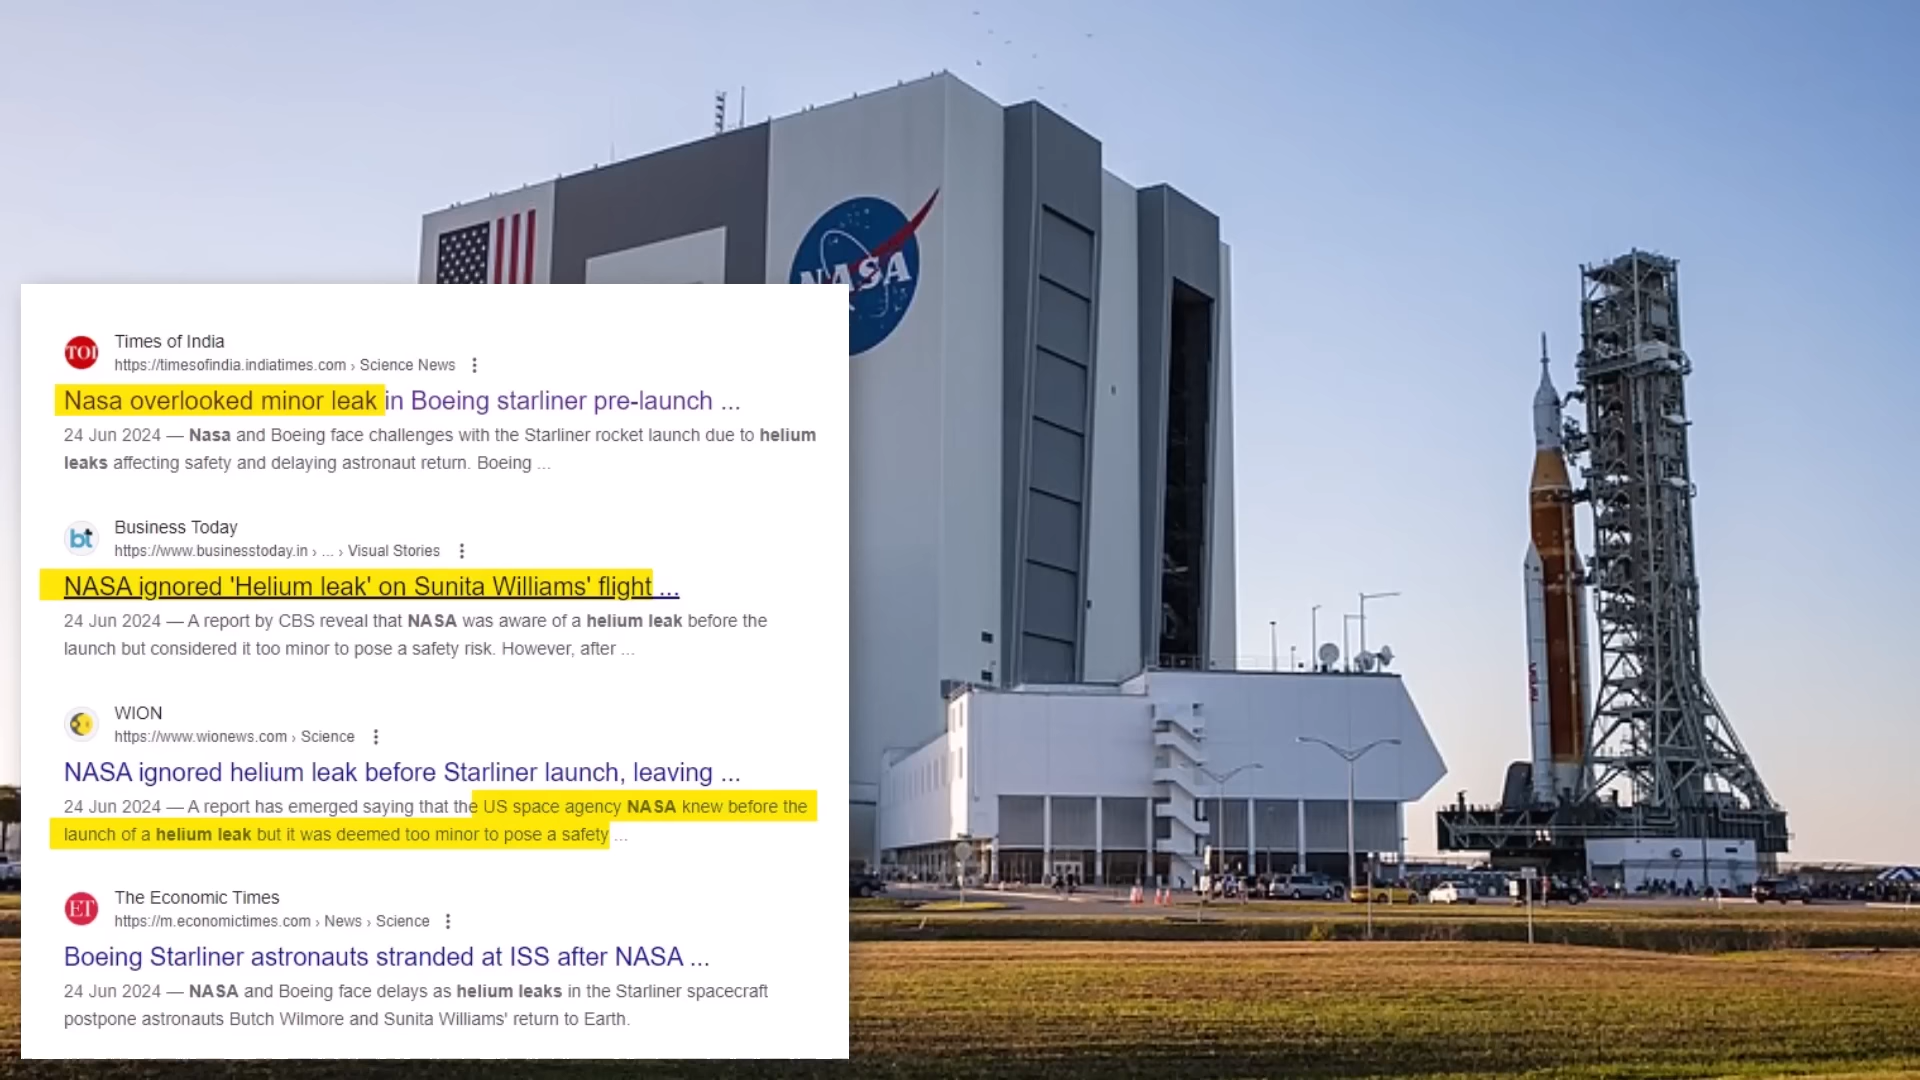 NASA
Times of India
https://timesofindia.indiatimes.com › Science News
Nasa overlooked minor leak in Boeing starliner pre-launch ...
24 Jun 2024 — Nasa and Boeing face challenges with the Starliner rocket launch due to helium
leaks affecting safety and delaying astronaut return. Boeing ...
bt
Business Today
https://www.businesstoday.in › ... › Visual Stories
NASA ignored 'Helium leak' on Sunita Williams' flight ...
24 Jun 2024 — A report by CBS reveal that NASA was aware of a helium leak before the
launch but considered it too minor to pose a safety risk. However, after ...
WION
https://www.wionews.com › Science
NASA ignored helium leak before Starliner launch, leaving ...
24 Jun 2024 — A report has emerged saying that the US space agency NASA knew before the
launch of a helium leak but it was deemed too minor to pose a safety ...
ET
The Economic Times
https://m.economictimes.com › News › Science
Boeing Starliner astronauts stranded at ISS after NASA ...
24 Jun 2024 — NASA and Boeing face delays as helium leaks in the Starliner spacecraft
postpone astronauts Butch Wilmore and Sunita Williams' return to Earth.
TOI